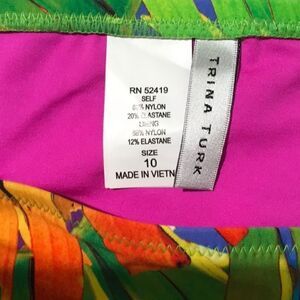 RN 52419
SELF
NYLON
20% ELASTANE
NYLON
12% ELASTANE
SIZE
10
MADE IN VIETN
TRINA TURK